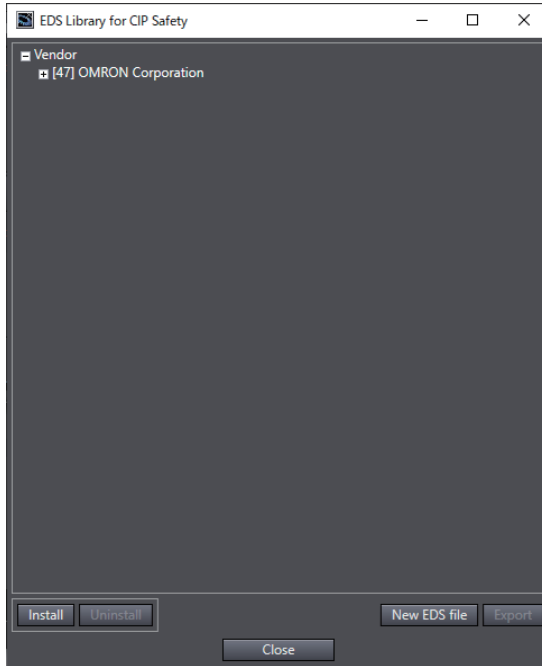 EDS Library for CIP Safety
Vendor
[47] OMRON Corporation
Install Uninstall New EDS file Export
Close